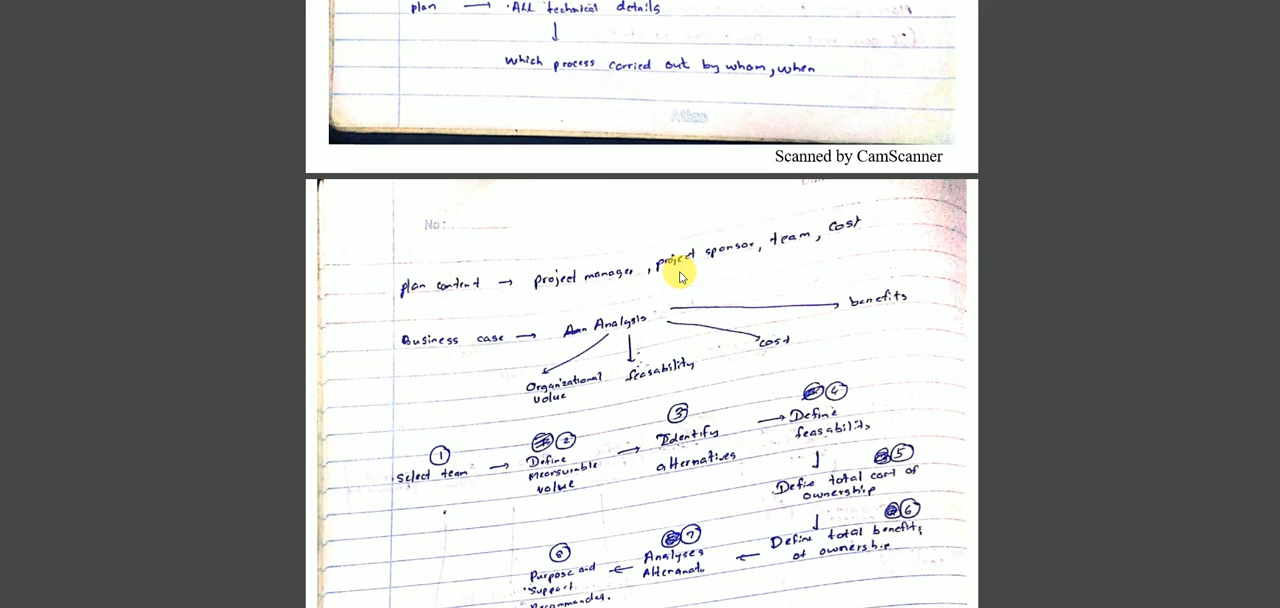 plan → . All technical details
↓
which process carried out by whom, when
Atlas
Scanned by CamScanner
No:
plan content → project manager, project sponsor, team, cost
Business case → Analysis → benefits
cost
Organizational value
feasability
① Select team → ② Define Mearsurable value → ③ Identify alternatives → ④ Define feasability
↓
⑤ Define total cost of ownership
↓
⑥ Define total benefits of ownership
← ⑦ Analyses Alternanat.
← ⑧ Purpose and Support Recommandas.